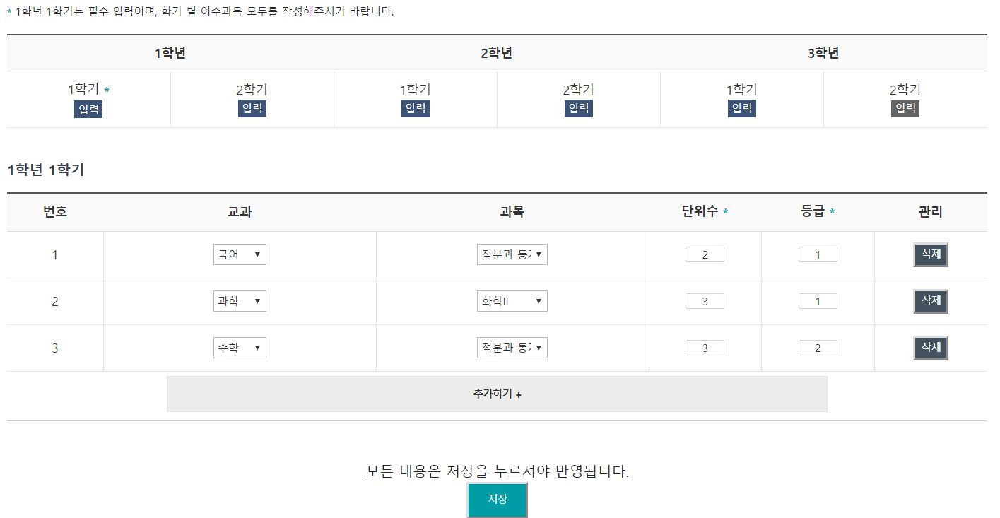 * 1학년 1학기는 필수 입력이며, 학기 별 이수과목 모두를 작성해주시기 바랍니다.
1학년 2학년 3학년
1학기 * 2학기 1학기 2학기 1학기 2학기
입력 입력 입력 입력 입력 입력
1학년 1학기
번호 교과 과목 단위수 * 등급 * 관리
1 국어 적분과 통 2 1 삭제
2 과학 화학II 3 1 삭제
3 수학 적분과 통 3 2 삭제
추가하기 +
모든 내용은 저장을 누르셔야 반영됩니다.
저장